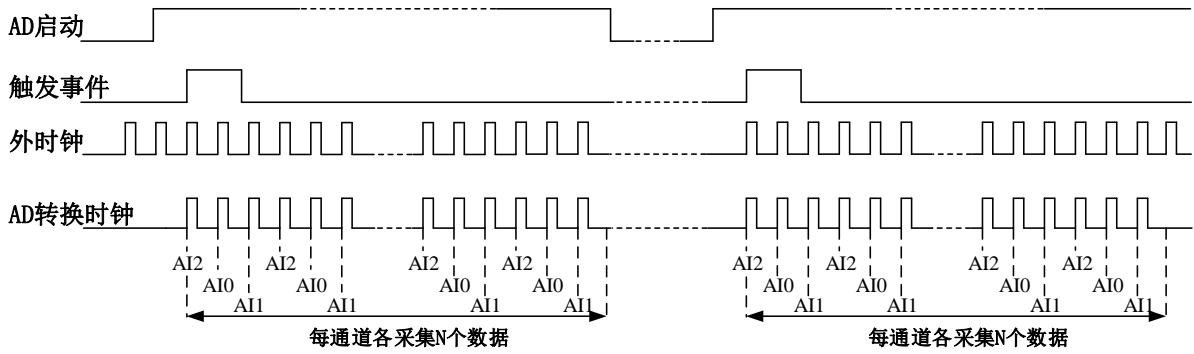 AD启动
触发事件
外时钟
AD转换时钟
AI2 AI2 AI2 AI2 AI2 AI2 AI2 AI2
AI0 AI0 AI0 AI0 AI0 AI0 AI0 AI0
AI1 AI1 AI1 AI1 AI1 AI1 AI1 AI1
每通道各采集N个数据 每通道各采集N个数据